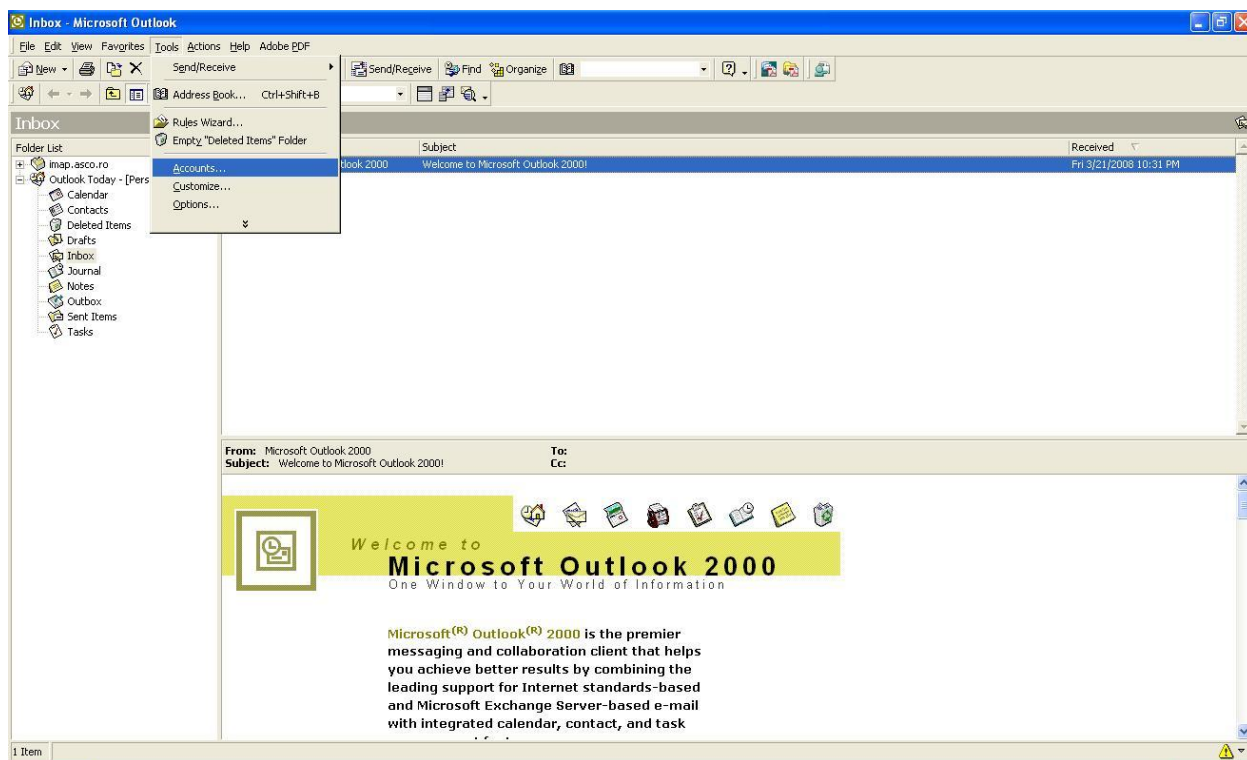 Inbox - Microsoft Outlook
File Edit View Favorites Tools Actions Help Adobe PDF
New Send/Receive Send/Receive Find Organize
Address Book... Ctrl+Shift+B
Inbox Rules Wizard...
Empty "Deleted Items" Folder
Folder List Subject Received
imap.asco.ro Accounts... tlook 2000 Welcome to Microsoft Outlook 2000! Fri 3/21/2008 10:31 PM
Outlook Today - [Pers Customize...
Calendar
Contacts Options...
Deleted Items
Drafts
Inbox
Journal
Notes
Outbox
Sent Items
Tasks
From: Microsoft Outlook 2000 To:
Subject: Welcome to Microsoft Outlook 2000! Cc:
Welcome to
Microsoft Outlook 2000
One Window to Your World of Information
Microsoft(R) Outlook(R) 2000 is the premier
messaging and collaboration client that helps
you achieve better results by combining the
leading support for Internet standards-based
and Microsoft Exchange Server-based e-mail
with integrated calendar, contact, and task
1 Item